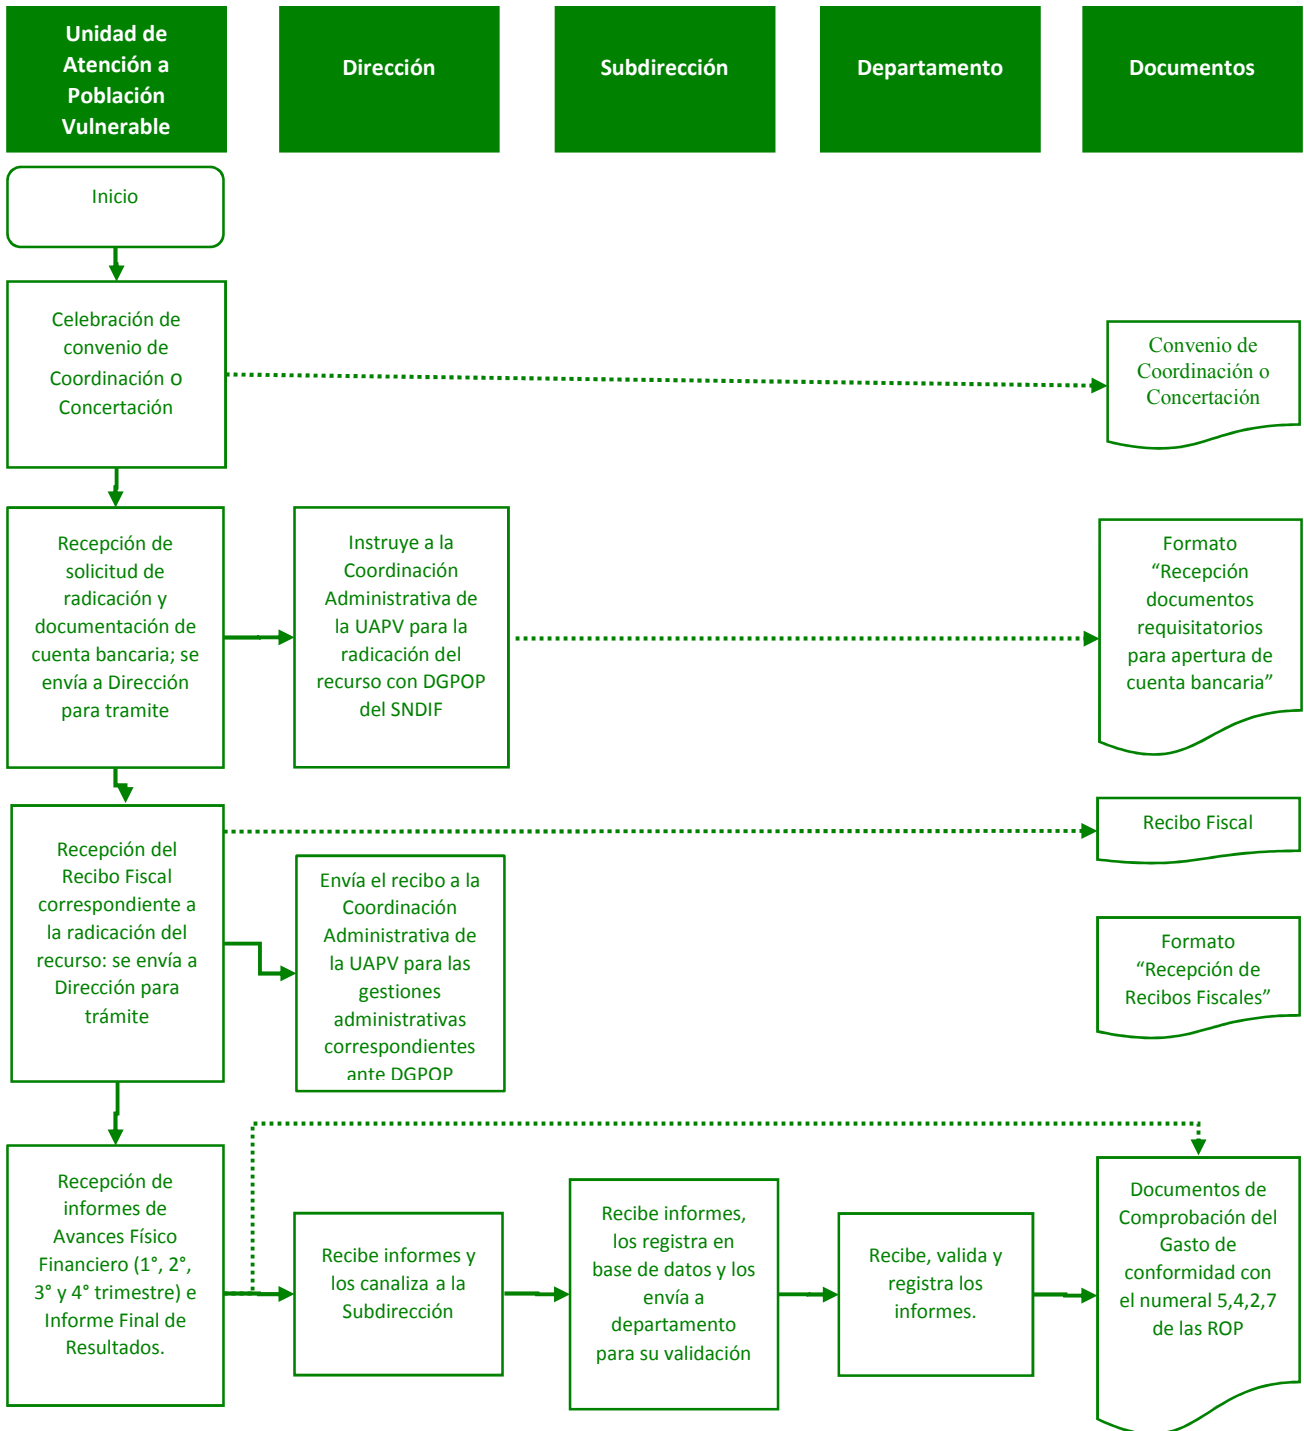 Unidad de
Atención a
Población
Vulnerable
Dirección
Subdirección
Departamento
Documentos
Inicio
Celebración de
convenio de
Coordinación o
Concertación
Convenio de
Coordinación o
Concertación
Recepción de
solicitud de
radicación y
documentación de
cuenta bancaria; se
envía a Dirección
para tramite
Instruye a la
Coordinación
Administrativa de
la UAPV para la
radicación del
recurso con DGPOP
del SNDIF
Formato
“Recepción
documentos
requisitatorios
para apertura de
cuenta bancaria”
Recepción del
Recibo Fiscal
correspondiente a
la radicación del
recurso: se envía a
Dirección para
trámite
Envía el recibo a la
Coordinación
Administrativa de
la UAPV para las
gestiones
administrativas
correspondientes
ante DGPOP
Recibo Fiscal
Formato
“Recepción de
Recibos Fiscales”
Recepción de
informes de
Avances Físico
Financiero (1°, 2°,
3° y 4° trimestre) e
Informe Final de
Resultados.
Recibe informes y
los canaliza a la
Subdirección
Recibe informes,
los registra en
base de datos y los
envía a
departamento
para su validación
Recibe, valida y
registra los
informes.
Documentos de
Comprobación del
Gasto de
conformidad con
el numeral 5,4,2,7
de las ROP